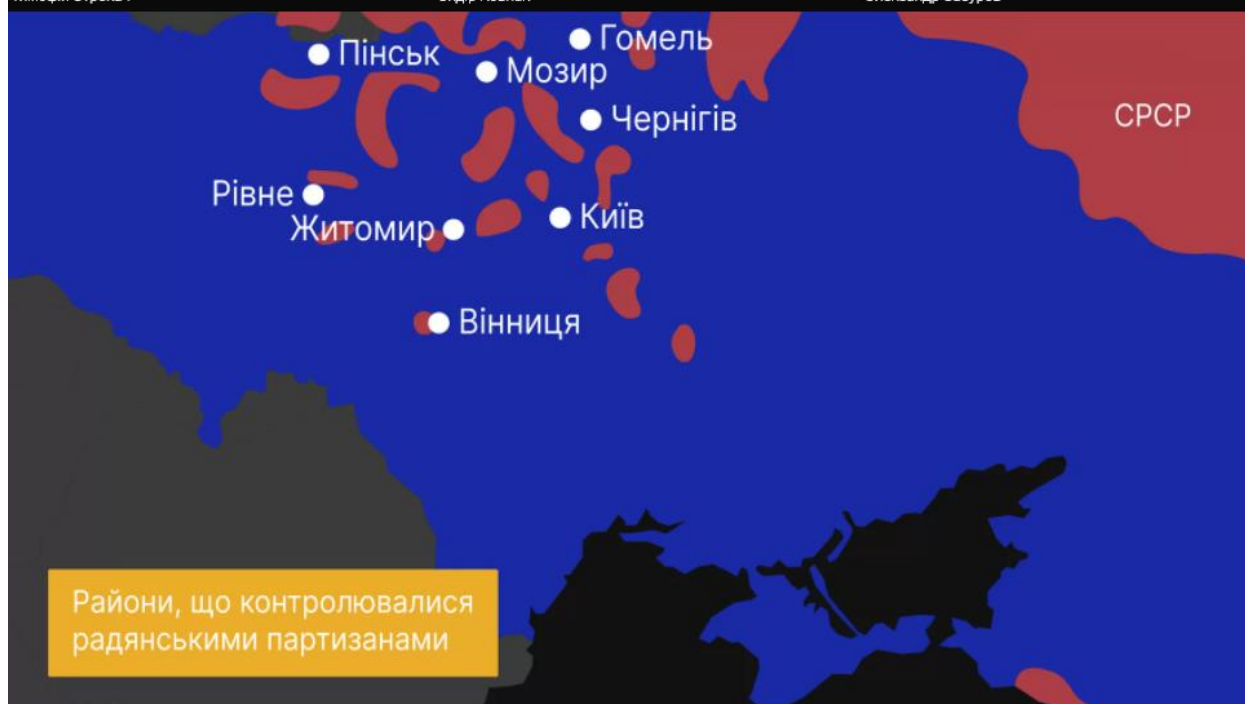 Пінськ
Гомель
Мозир
Чернігів
СРСР
Рівне
Житомир
Київ
Вінниця
Райони, що контролювалися
радянськими партизанами